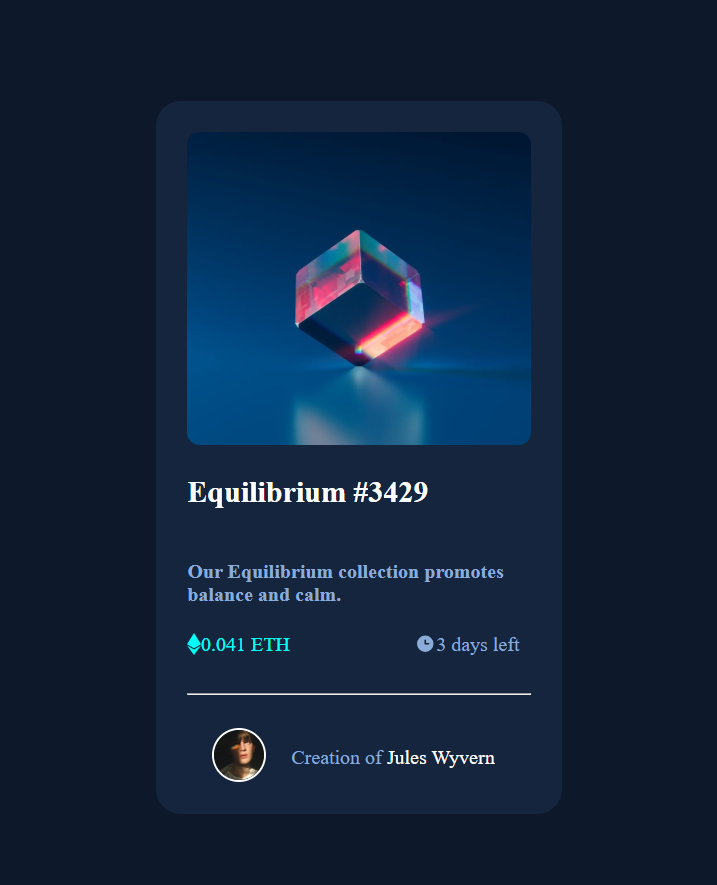 Equilibrium #3429
Our Equilibrium collection promotes
balance and calm.
0.041 ETH
3 days left
Creation of Jules Wyvern